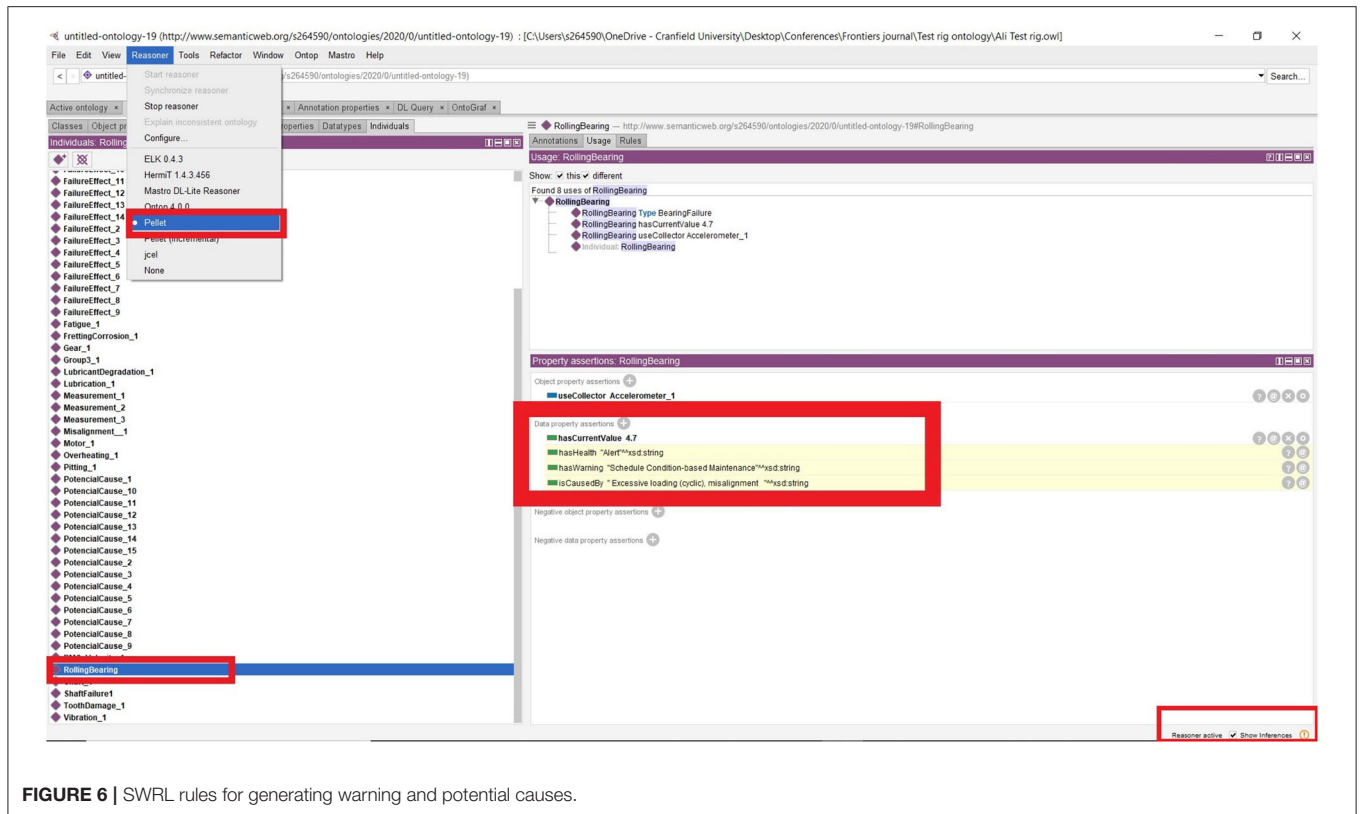 untitled-ontology-19 (http://www.semanticweb.org/s264590/ontologies/2020/0/untitled-ontology-19) : [C:\Users\s264590\OneDrive - Cranfield University\Desktop\Conferences\Frontiers journal\Test rig ontology\Ali Test rig.owl]
File Edit View Reasoner Tools Refactor Window Ontop Mastro Help
< > untitled- /s264590/ontologies/2020/0/untitled-ontology-19) Search...
Start reasoner
Synchronize reasoner
Stop reasoner
Explain inconsistent ontology
Configure...
ELK 0.4.3
HermiT 1.4.3.456
Mastro DL-Lite Reasoner
Ontop 4.0.0
Pellet
Pellet (incremental)
jcel
None
Active ontology × × Annotation properties × DL Query × OntoGraf ×
Classes Object pr operties Datatypes Individuals
Individuals: Rolling
FailureEffect_11
FailureEffect_12
FailureEffect_13
FailureEffect_14
FailureEffect_2
FailureEffect_3
FailureEffect_4
FailureEffect_5
FailureEffect_6
FailureEffect_7
FailureEffect_8
FailureEffect_9
Fatigue_1
FrettingCorrosion_1
Gear_1
Group3_1
LubricantDegradation_1
Lubrication_1
Measurement_1
Measurement_2
Measurement_3
Misalignment__1
Motor_1
Overheating_1
Pitting_1
PotencialCause_1
PotencialCause_10
PotencialCause_11
PotencialCause_12
PotencialCause_13
PotencialCause_14
PotencialCause_15
PotencialCause_2
PotencialCause_3
PotencialCause_4
PotencialCause_5
PotencialCause_6
PotencialCause_7
PotencialCause_8
PotencialCause_9
RollingBearing
ShaftFailure1
ToothDamage_1
Vibration_1
RollingBearing — http://www.semanticweb.org/s264590/ontologies/2020/0/untitled-ontology-19#RollingBearing
Annotations Usage Rules
Usage: RollingBearing
Show: this different
Found 8 uses of RollingBearing
RollingBearing
RollingBearing Type BearingFailure
RollingBearing hasCurrentValue 4.7
RollingBearing useCollector Accelerometer_1
Individual: RollingBearing
Property assertions: RollingBearing
Object property assertions
useCollector Accelerometer_1
Data property assertions
hasCurrentValue 4.7
hasHealth "Alert"^^xsd:string
hasWarning "Schedule Condition-based Maintenance"^^xsd:string
isCausedBy " Excessive loading (cyclic), misalignment "^^xsd:string
Negative object property assertions
Negative data property assertions
Reasoner active Show Inferences
FIGURE 6 | SWRL rules for generating warning and potential causes.